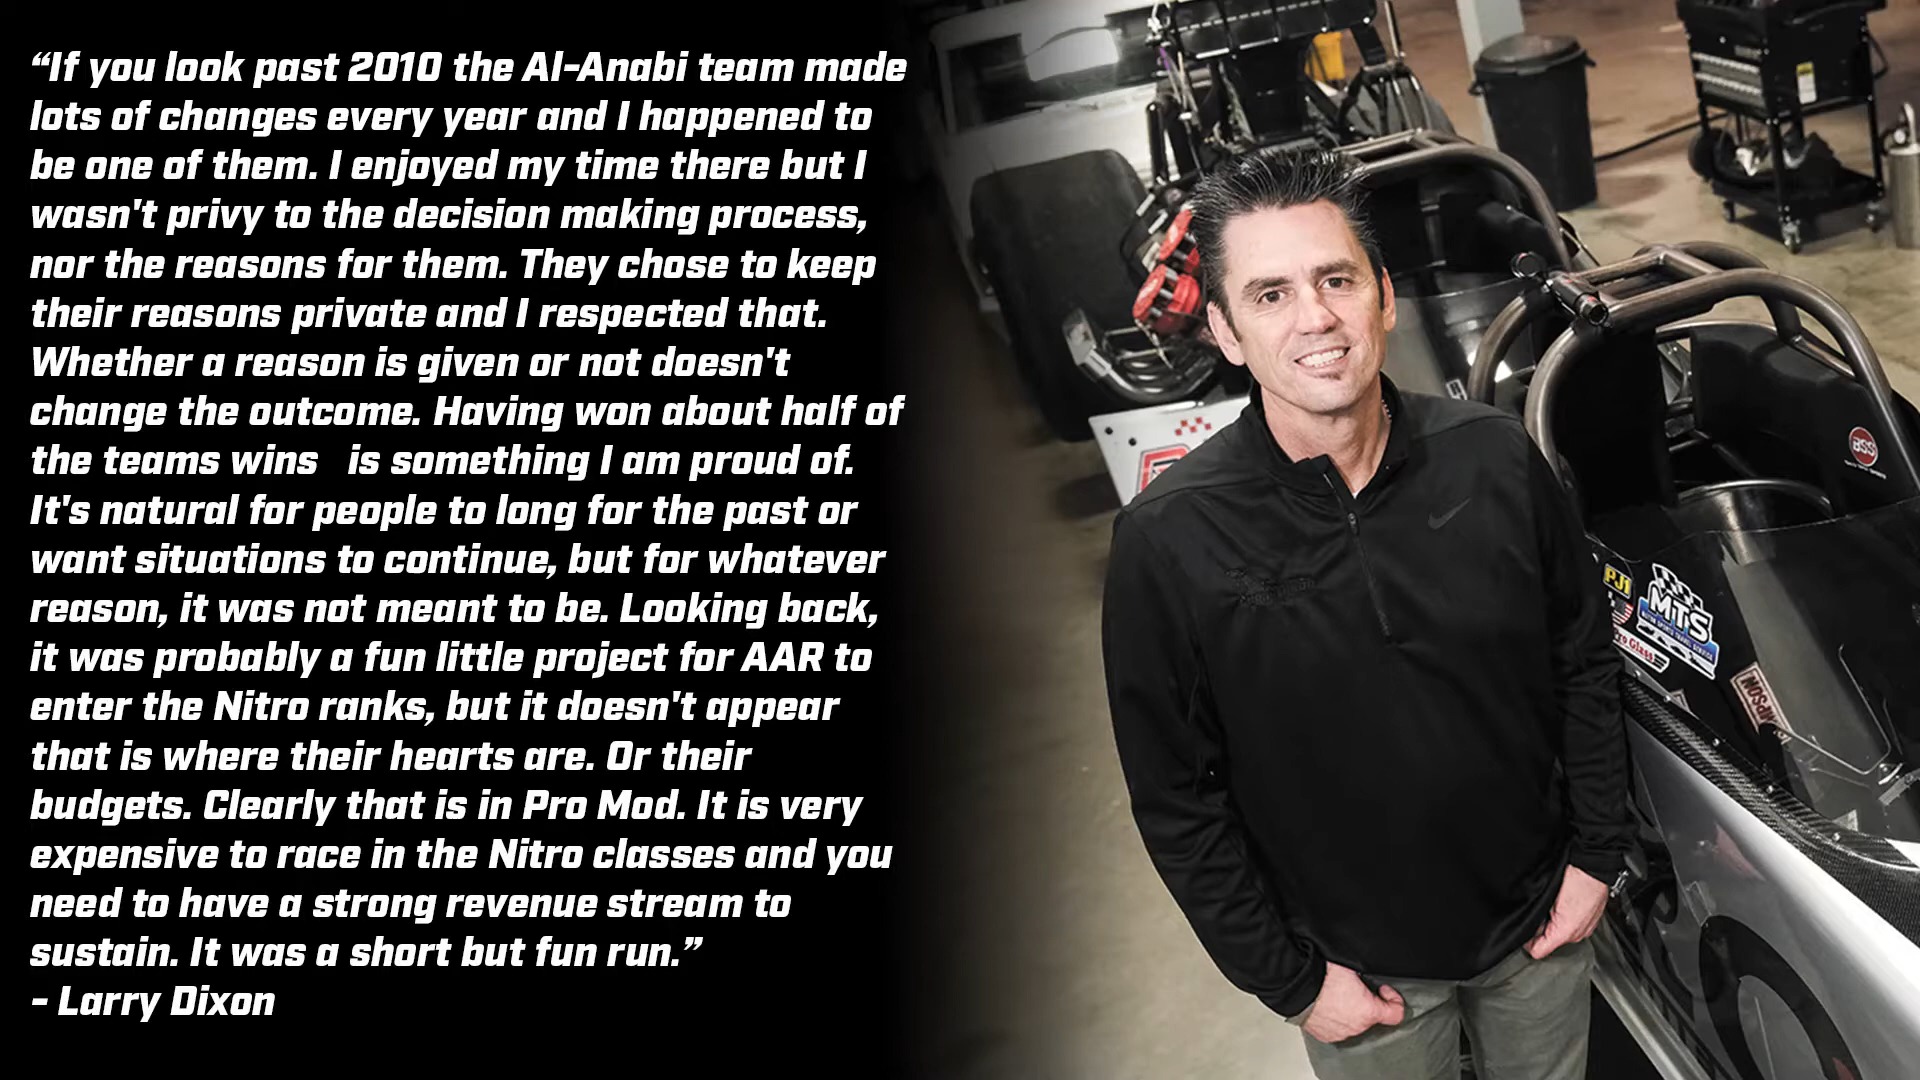 “If you look past 2010 the Al-Anabi team made
lots of changes every year and I happened to
be one of them. I enjoyed my time there but I
wasn't privy to the decision making process,
nor the reasons for them. They chose to keep
their reasons private and I respected that.
Whether a reason is given or not doesn't
change the outcome. Having won about half of
the teams wins   is something I am proud of.
It's natural for people to long for the past or
want situations to continue, but for whatever
reason, it was not meant to be. Looking back,
it was probably a fun little project for AAR to
enter the Nitro ranks, but it doesn't appear
that is where their hearts are. Or their
budgets. Clearly that is in Pro Mod. It is very
expensive to race in the Nitro classes and you
need to have a strong revenue stream to
sustain. It was a short but fun run.”
- Larry Dixon
BSS
PJ1
MTS
Pro Glass